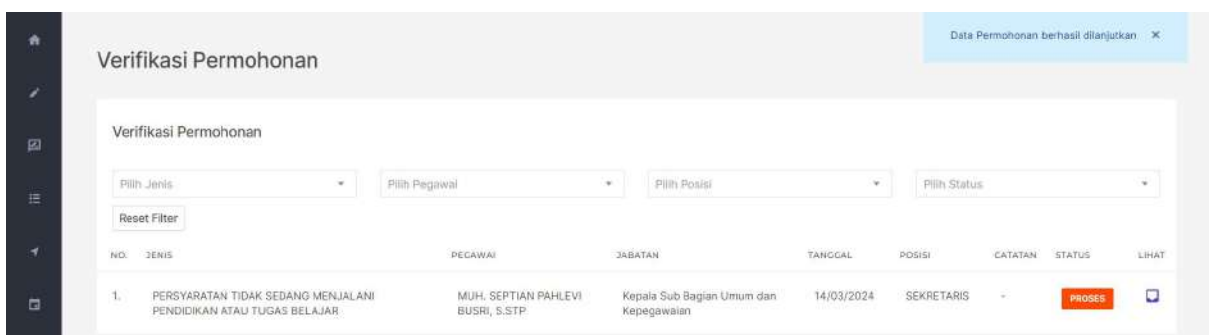 Data Permohonan berhasil dilanjutkan ×
Verifikasi Permohonan
Verifikasi Permohonan
Pilih Jenis Pilih Pegawai Pilih Posisi Pilih Status
Reset Filter
NO. JENIS PEGAWAI JABATAN TANGGAL POSISI CATATAN STATUS LIHAT
1. PERSYARATAN TIDAK SEDANG MENJALANI MUH. SEPTIAN PAHLEVI Kepala Sub Bagian Umum dan 14/03/2024 SEKRETARIS - PROSES
PENDIDIKAN ATAU TUGAS BELAJAR BUSRI, S.STP Kepegawaian